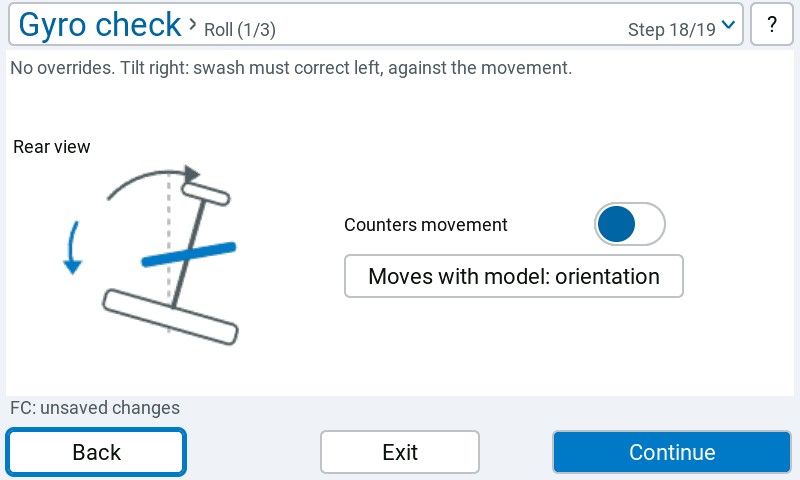 Gyro check › Roll (1/3) Step 18/19 ?
No overrides. Tilt right: swash must correct left, against the movement.
Rear view
Counters movement
Moves with model: orientation
FC: unsaved changes
Back Exit Continue